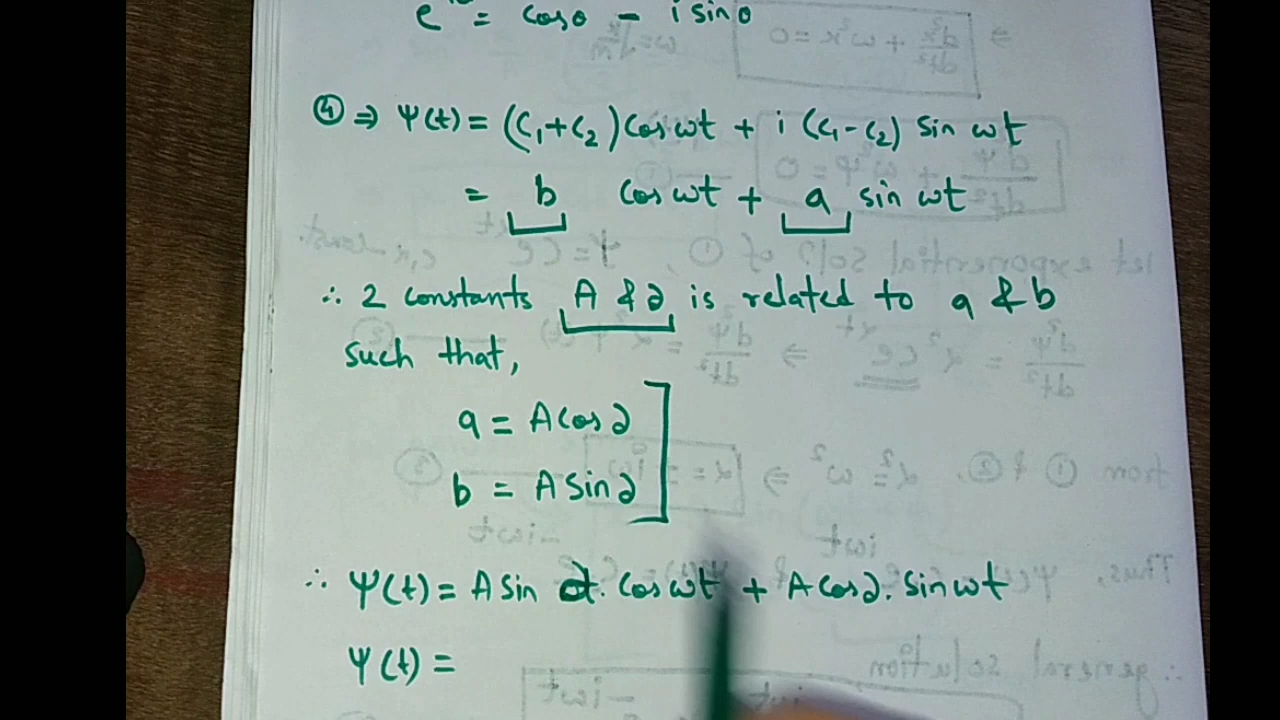 = cosθ - i sinθ
④ ⇒ Ψ(t) = (C₁+C₂) Cos ωt + i (C₁-C₂) Sin ωt
= b Cos ωt + a sin ωt
∴ 2 constants A & ∂ is related to a & b
such that,
a = A Cos ∂
b = A Sin ∂
∴ Ψ(t) = A Sin ∂. Cos ωt + A Cos ∂. Sin ωt
Ψ(t) =